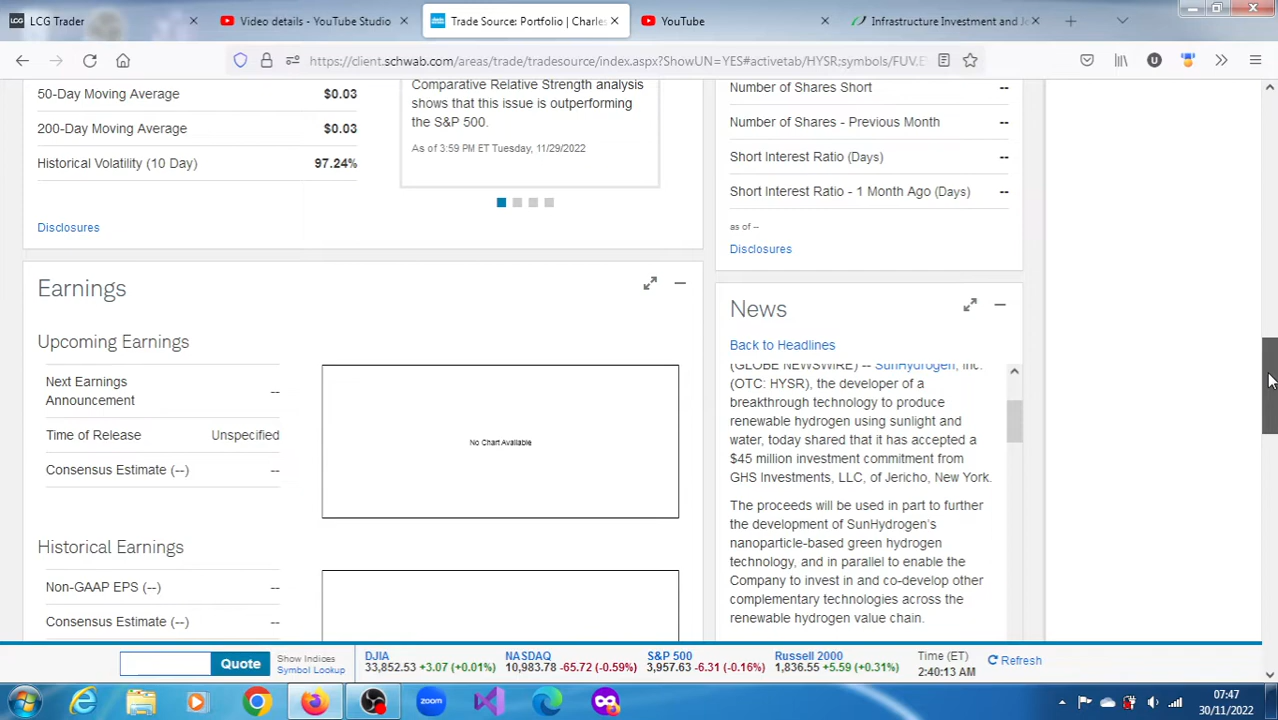 LCG Trader
Video details - YouTube Studio
Trade Source: Portfolio | Charles
YouTube
Infrastructure Investment and Jo
https://client.schwab.com/areas/trade/tradesource/index.aspx?ShowUN=YES#activetab/HYSR:symbols/FUV.E
50-Day Moving Average $0.03
200-Day Moving Average $0.03
Historical Volatility (10 Day) 97.24%
Disclosures
Comparative Relative Strength analysis
shows that this issue is outperforming
the S&P 500.
As of 3:59 PM ET Tuesday, 11/29/2022
Number of Shares Short --
Number of Shares - Previous Month --
Short Interest Ratio (Days) --
Short Interest Ratio - 1 Month Ago (Days) --
as of --
Disclosures
Earnings
Upcoming Earnings
Next Earnings
Announcement --
Time of Release Unspecified
Consensus Estimate (--) --
No Chart Available
Historical Earnings
Non-GAAP EPS (--) --
Consensus Estimate (--) --
News
Back to Headlines
(GLOBE NEWSWIRE) -- SunHydrogen, Inc.
(OTC: HYSR), the developer of a
breakthrough technology to produce
renewable hydrogen using sunlight and
water, today shared that it has accepted a
$45 million investment commitment from
GHS Investments, LLC, of Jericho, New York.
The proceeds will be used in part to further
the development of SunHydrogen's
nanoparticle-based green hydrogen
technology, and in parallel to enable the
Company to invest in and co-develop other
complementary technologies across the
renewable hydrogen value chain.
Quote
Show Indices
Symbol Lookup
DJIA
33,852.53 +3.07 (+0.01%)
NASDAQ
10,983.78 -65.72 (-0.59%)
S&P 500
3,957.63 -6.31 (-0.16%)
Russell 2000
1,836.55 +5.59 (+0.31%)
Time (ET)
2:40:13 AM
Refresh
zoom
07:47
30/11/2022